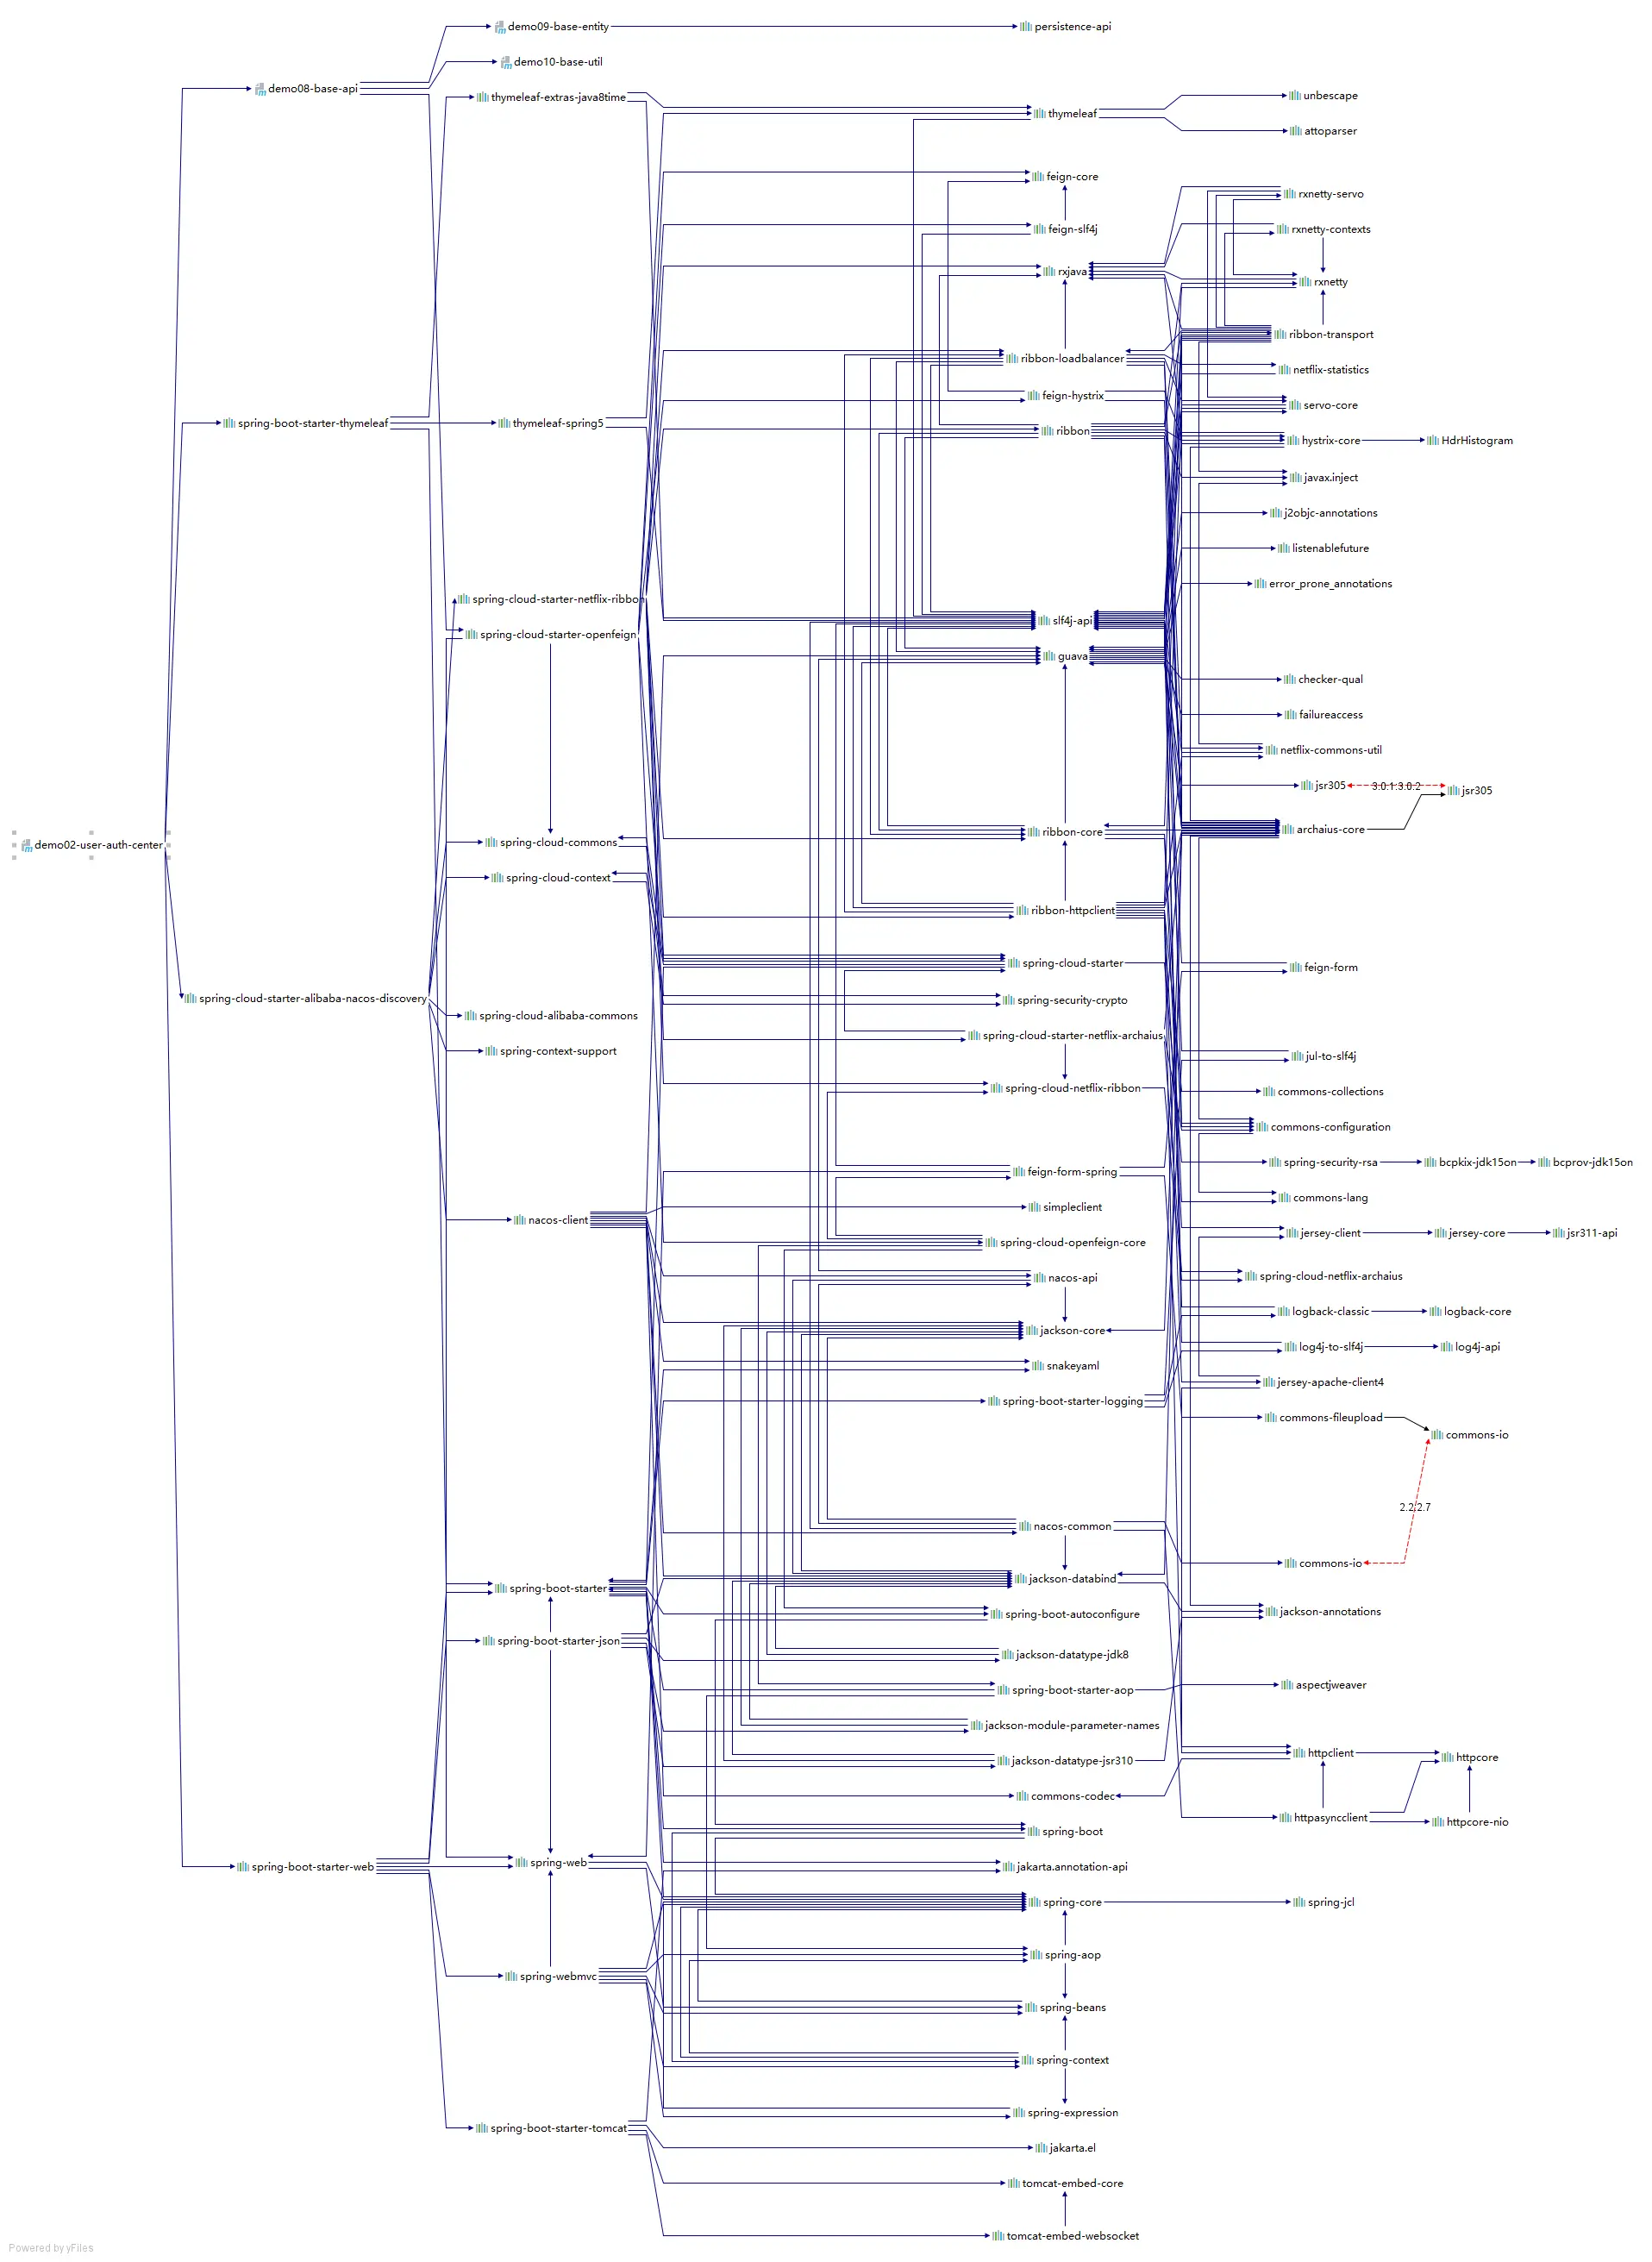 demo09-base-entity
persistence-api
demo10-base-util
demo08-base-api
thymeleaf-extras-java8time
unbescape
thymeleaf
attoparser
feign-core
rxnetty-servo
feign-slf4j
rxnetty-contexts
rxjava
rxnetty
ribbon-transport
ribbon-loadbalancer
netflix-statistics
feign-hystrix
servo-core
spring-boot-starter-thymeleaf
thymeleaf-spring5
ribbon
hystrix-core
HdrHistogram
javax.inject
j2objc-annotations
listenablefuture
error_prone_annotations
spring-cloud-starter-netflix-ribbon
slf4j-api
spring-cloud-starter-openfeign
guava
checker-qual
failureaccess
netflix-commons-util
jsr305
3.0.1:3.0.2
jsr305
ribbon-core
archaius-core
demo02-user-auth-center
spring-cloud-commons
spring-cloud-context
ribbon-httpclient
spring-cloud-starter
feign-form
spring-cloud-starter-alibaba-nacos-discovery
spring-security-crypto
spring-cloud-alibaba-commons
spring-cloud-starter-netflix-archaius
spring-context-support
jul-to-slf4j
spring-cloud-netflix-ribbon
commons-collections
commons-configuration
spring-security-rsa
bcpkix-jdk15on
bcprov-jdk15on
feign-form-spring
commons-lang
simpleclient
nacos-client
jersey-client
jersey-core
jsr311-api
spring-cloud-openfeign-core
nacos-api
spring-cloud-netflix-archaius
logback-classic
logback-core
jackson-core
log4j-to-slf4j
log4j-api
snakeyaml
jersey-apache-client4
spring-boot-starter-logging
commons-fileupload
commons-io
2.2:2.7
nacos-common
commons-io
jackson-databind
spring-boot-starter
spring-boot-autoconfigure
jackson-annotations
spring-boot-starter-json
jackson-datatype-jdk8
spring-boot-starter-aop
aspectjweaver
jackson-module-parameter-names
jackson-datatype-jsr310
httpclient
httpcore
commons-codec
httpasyncclient
httpcore-nio
spring-boot
spring-web
spring-boot-starter-web
jakarta.annotation-api
spring-core
spring-jcl
spring-aop
spring-webmvc
spring-beans
spring-context
spring-expression
spring-boot-starter-tomcat
jakarta.el
tomcat-embed-core
tomcat-embed-websocket
Powered by yFiles